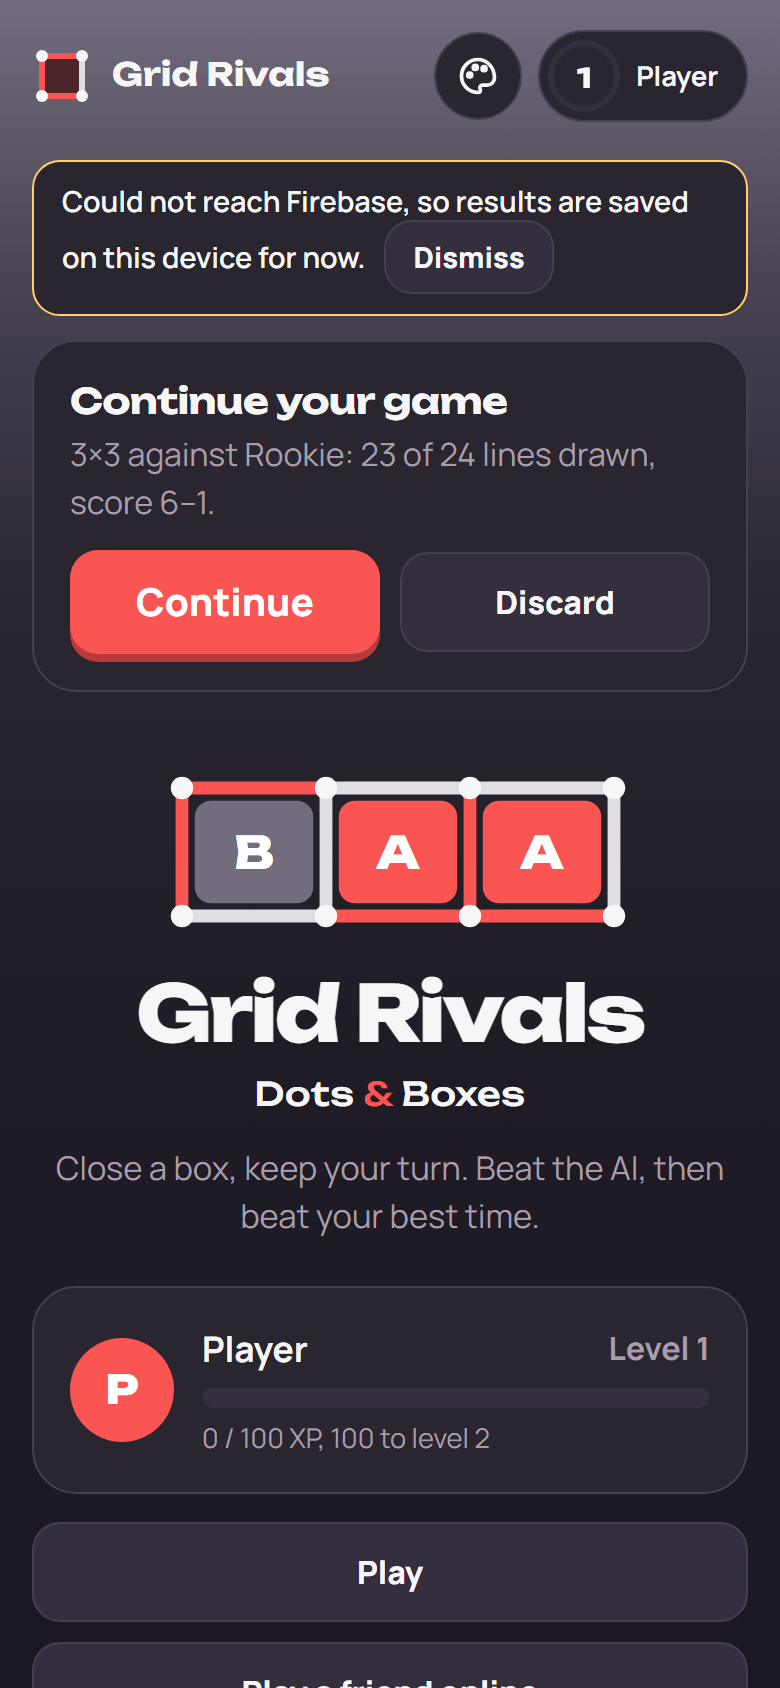 Grid Rivals
1 Player
Could not reach Firebase, so results are saved
on this device for now. Dismiss
Continue your game
3×3 against Rookie: 23 of 24 lines drawn,
score 6–1.
Continue Discard
B A A
Grid Rivals
Dots & Boxes
Close a box, keep your turn. Beat the AI, then
beat your best time.
P
Player Level 1
0 / 100 XP, 100 to level 2
Play
Play a friend online